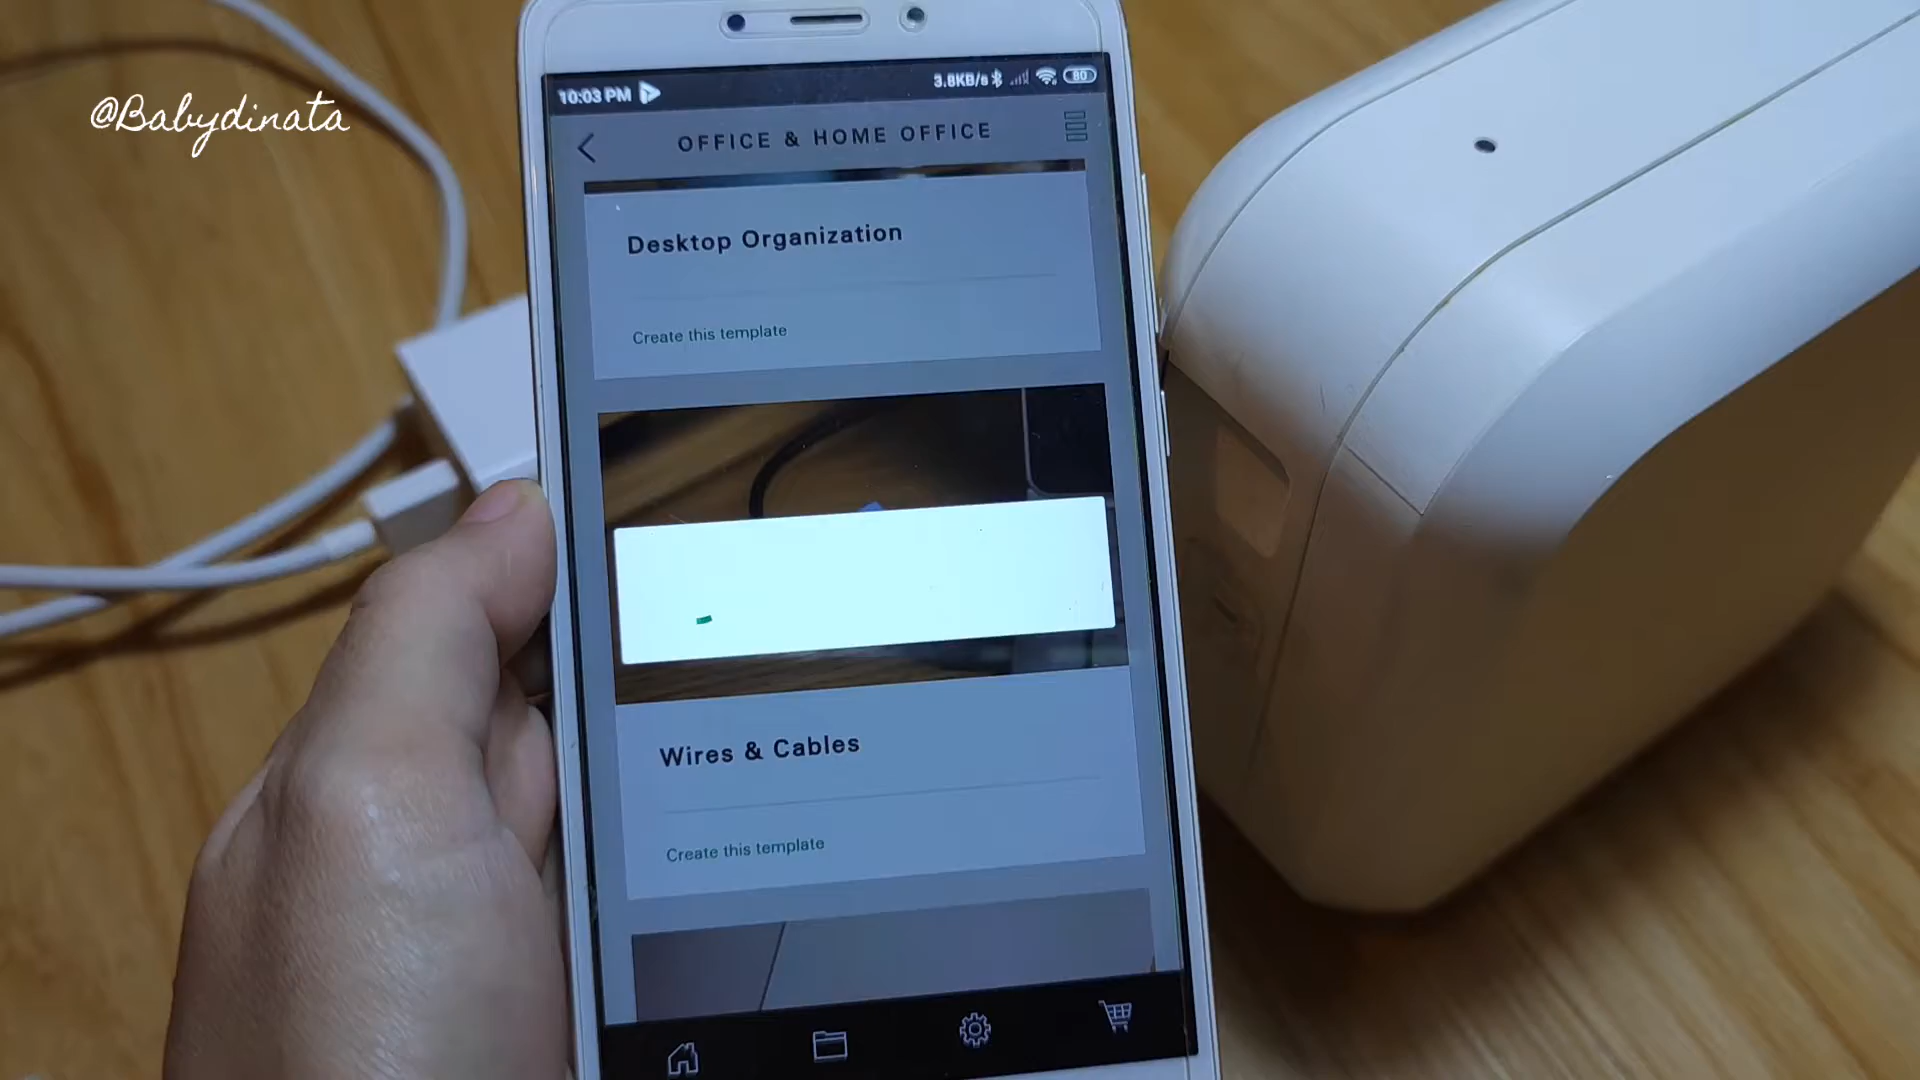 @Babydinata
10:03 PM
3.8KB/s
80
OFFICE & HOME OFFICE
Desktop Organization
Create this template
Wires & Cables
Create this template